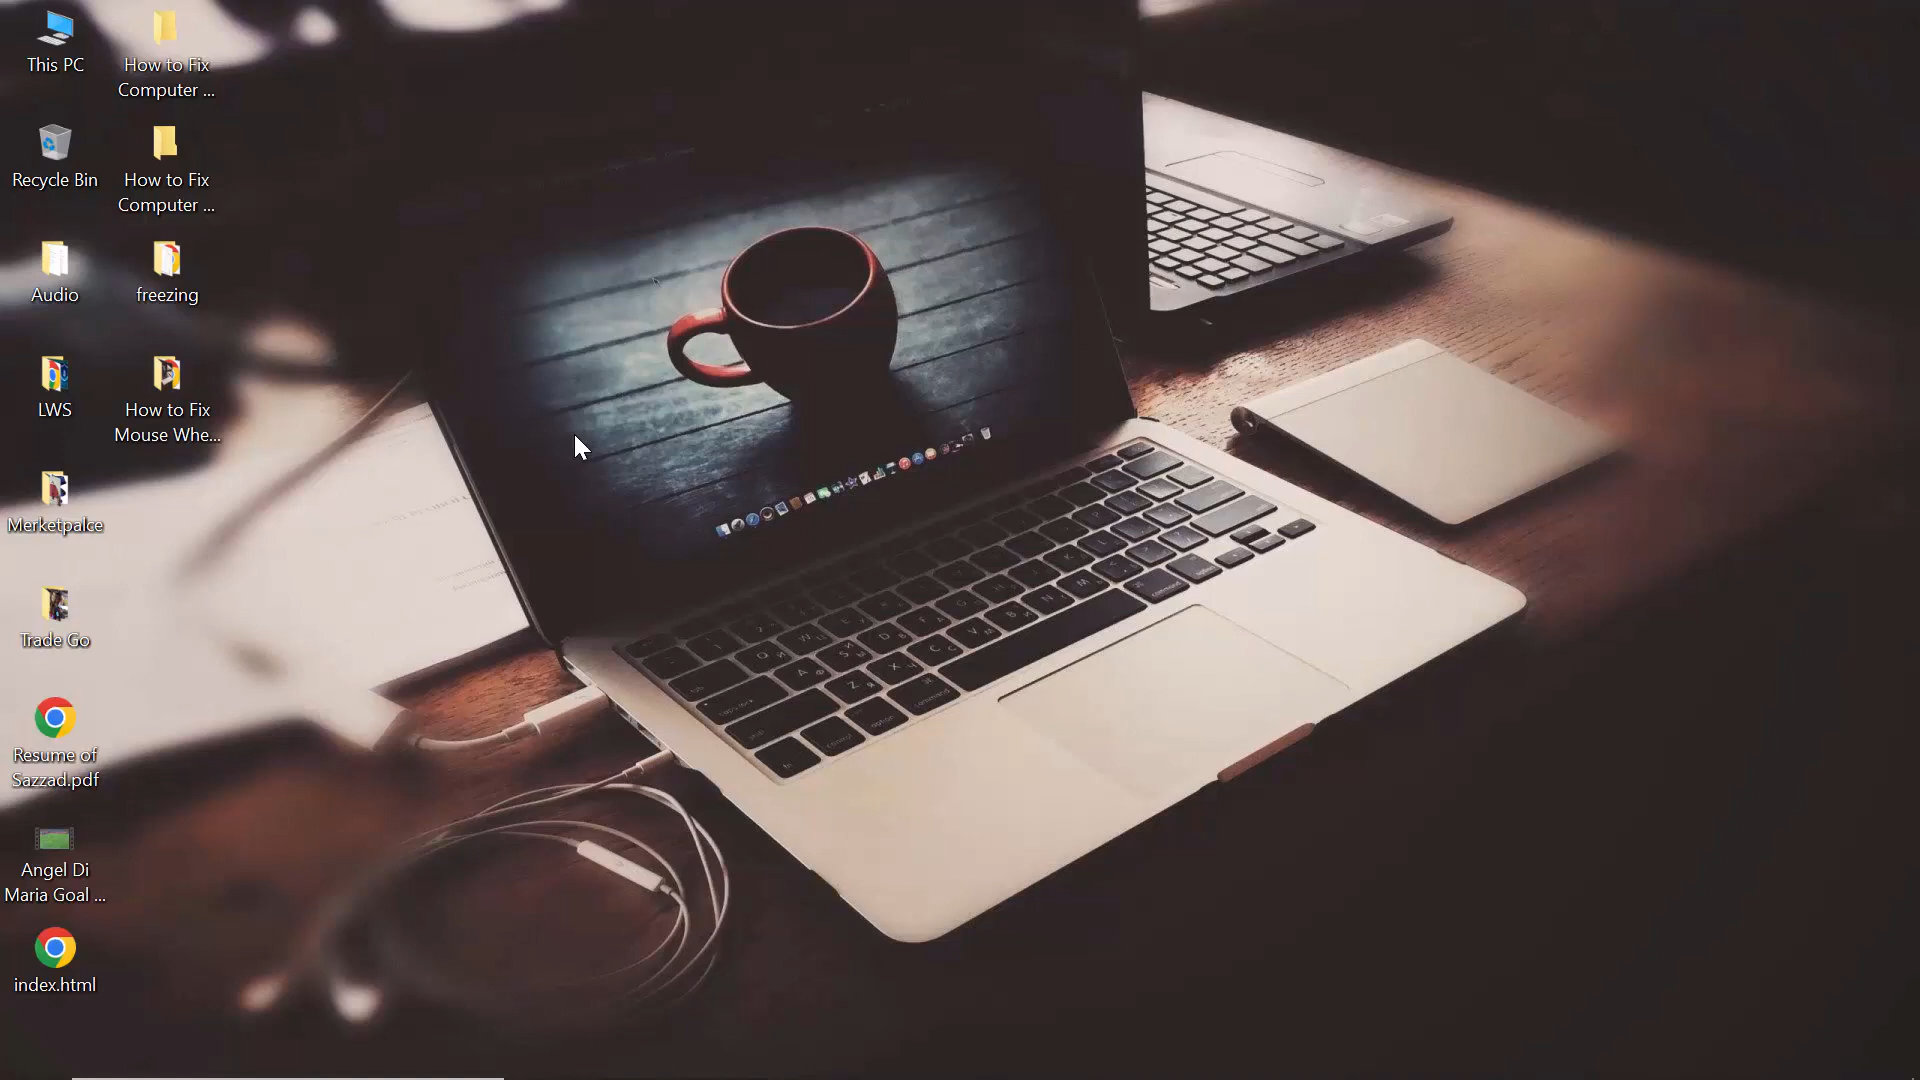 This PC
How to Fix
Computer ...
Recycle Bin
How to Fix
Computer ...
Audio
freezing
LWS
How to Fix
Mouse Whe...
Merketpalce
Trade Go
Resume of
Sazzad.pdf
Angel Di
Maria Goal ...
index.html